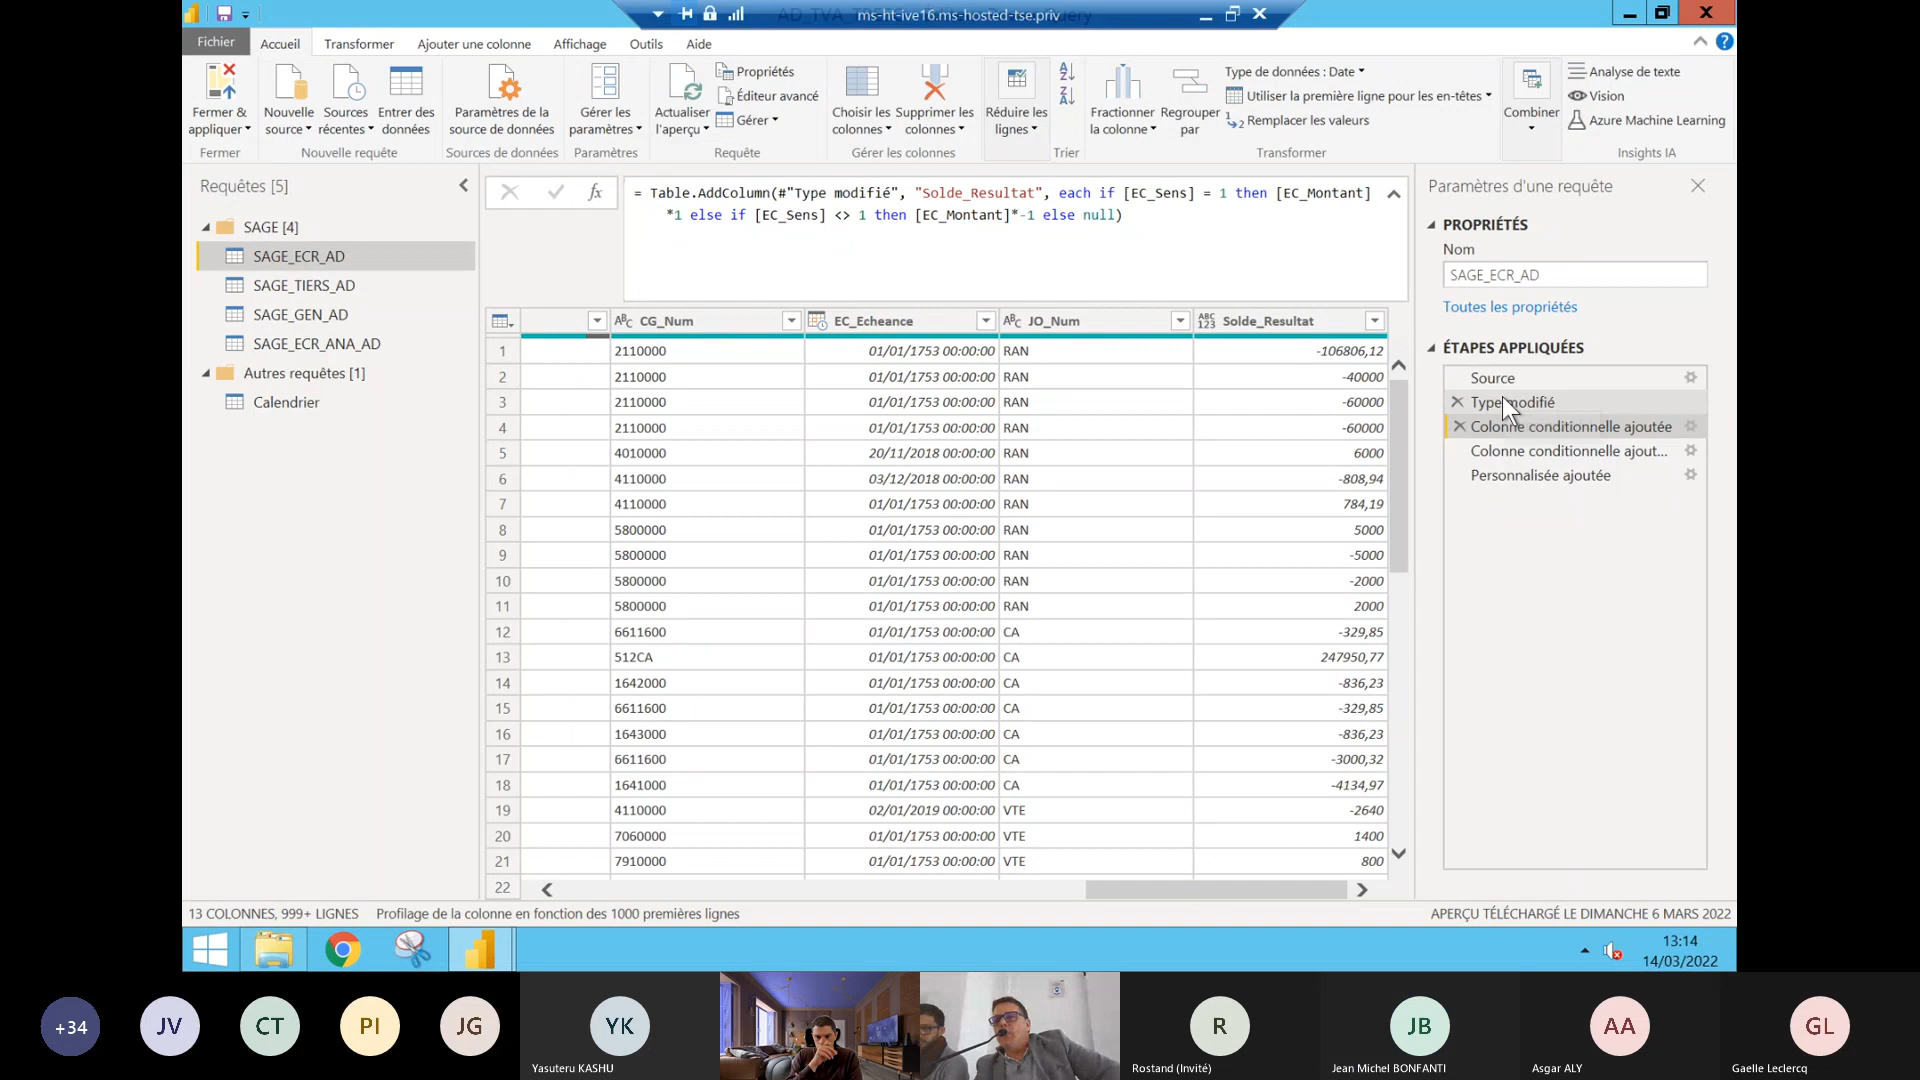 AD_TVA_
ms-ht-ive16.ms-hosted-tse.priv
Fichier
Accueil
Transformer
Ajouter une colonne
Affichage
Outils
Aide
Fermer &
appliquer
Fermer
Nouvelle
source
Sources
récentes
Entrer des
données
Nouvelle requête
Paramètres de la
source de données
Sources de données
Gérer les
paramètres
Paramètres
Actualiser
l'aperçu
Propriétés
Éditeur avancé
Gérer
Requête
Choisir les
colonnes
Supprimer les
colonnes
Gérer les colonnes
Réduire les
lignes
Trier
Fractionner
la colonne
Regrouper
par
Type de données : Date
Utiliser la première ligne pour les en-têtes
Remplacer les valeurs
Transformer
Combiner
Analyse de texte
Vision
Azure Machine Learning
Insights IA
Requêtes [5]
SAGE [4]
SAGE_ECR_AD
SAGE_TIERS_AD
SAGE_GEN_AD
SAGE_ECR_ANA_AD
Autres requêtes [1]
Calendrier
fx
= Table.AddColumn(#"Type modifié", "Solde_Resultat", each if [EC_Sens] = 1 then [EC_Montant]
*1 else if [EC_Sens] <> 1 then [EC_Montant]*-1 else null)
CG_Num EC_Echeance JO_Num Solde_Resultat
1 2110000 01/01/1753 00:00:00 RAN -106806,12
2 2110000 01/01/1753 00:00:00 RAN -40000
3 2110000 01/01/1753 00:00:00 RAN -60000
4 2110000 01/01/1753 00:00:00 RAN -60000
5 4010000 20/11/2018 00:00:00 RAN 6000
6 4110000 03/12/2018 00:00:00 RAN -808,94
7 4110000 01/01/1753 00:00:00 RAN 784,19
8 5800000 01/01/1753 00:00:00 RAN 5000
9 5800000 01/01/1753 00:00:00 RAN -5000
10 5800000 01/01/1753 00:00:00 RAN -2000
11 5800000 01/01/1753 00:00:00 RAN 2000
12 6611600 01/01/1753 00:00:00 CA -329,85
13 512CA 01/01/1753 00:00:00 CA 247950,77
14 1642000 01/01/1753 00:00:00 CA -836,23
15 6611600 01/01/1753 00:00:00 CA -329,85
16 1643000 01/01/1753 00:00:00 CA -836,23
17 6611600 01/01/1753 00:00:00 CA -3000,32
18 1641000 01/01/1753 00:00:00 CA -4134,97
19 4110000 02/01/2019 00:00:00 VTE -2640
20 7060000 01/01/1753 00:00:00 VTE 1400
21 7910000 01/01/1753 00:00:00 VTE 800
22
Paramètres d'une requête
PROPRIÉTÉS
Nom
SAGE_ECR_AD
Toutes les propriétés
ÉTAPES APPLIQUÉES
Source
Type modifié
Colonne conditionnelle ajoutée
Colonne conditionnelle ajout...
Personnalisée ajoutée
13 COLONNES, 999+ LIGNES Profilage de la colonne en fonction des 1000 premières lignes
APERÇU TÉLÉCHARGÉ LE DIMANCHE 6 MARS 2022
13:14
14/03/2022
+34
JV
CT
PI
JG
YK
Yasuteru KASHU
R
Rostand (Invité)
JB
Jean Michel BONFANTI
AA
Asgar ALY
GL
Gaelle Leclercq